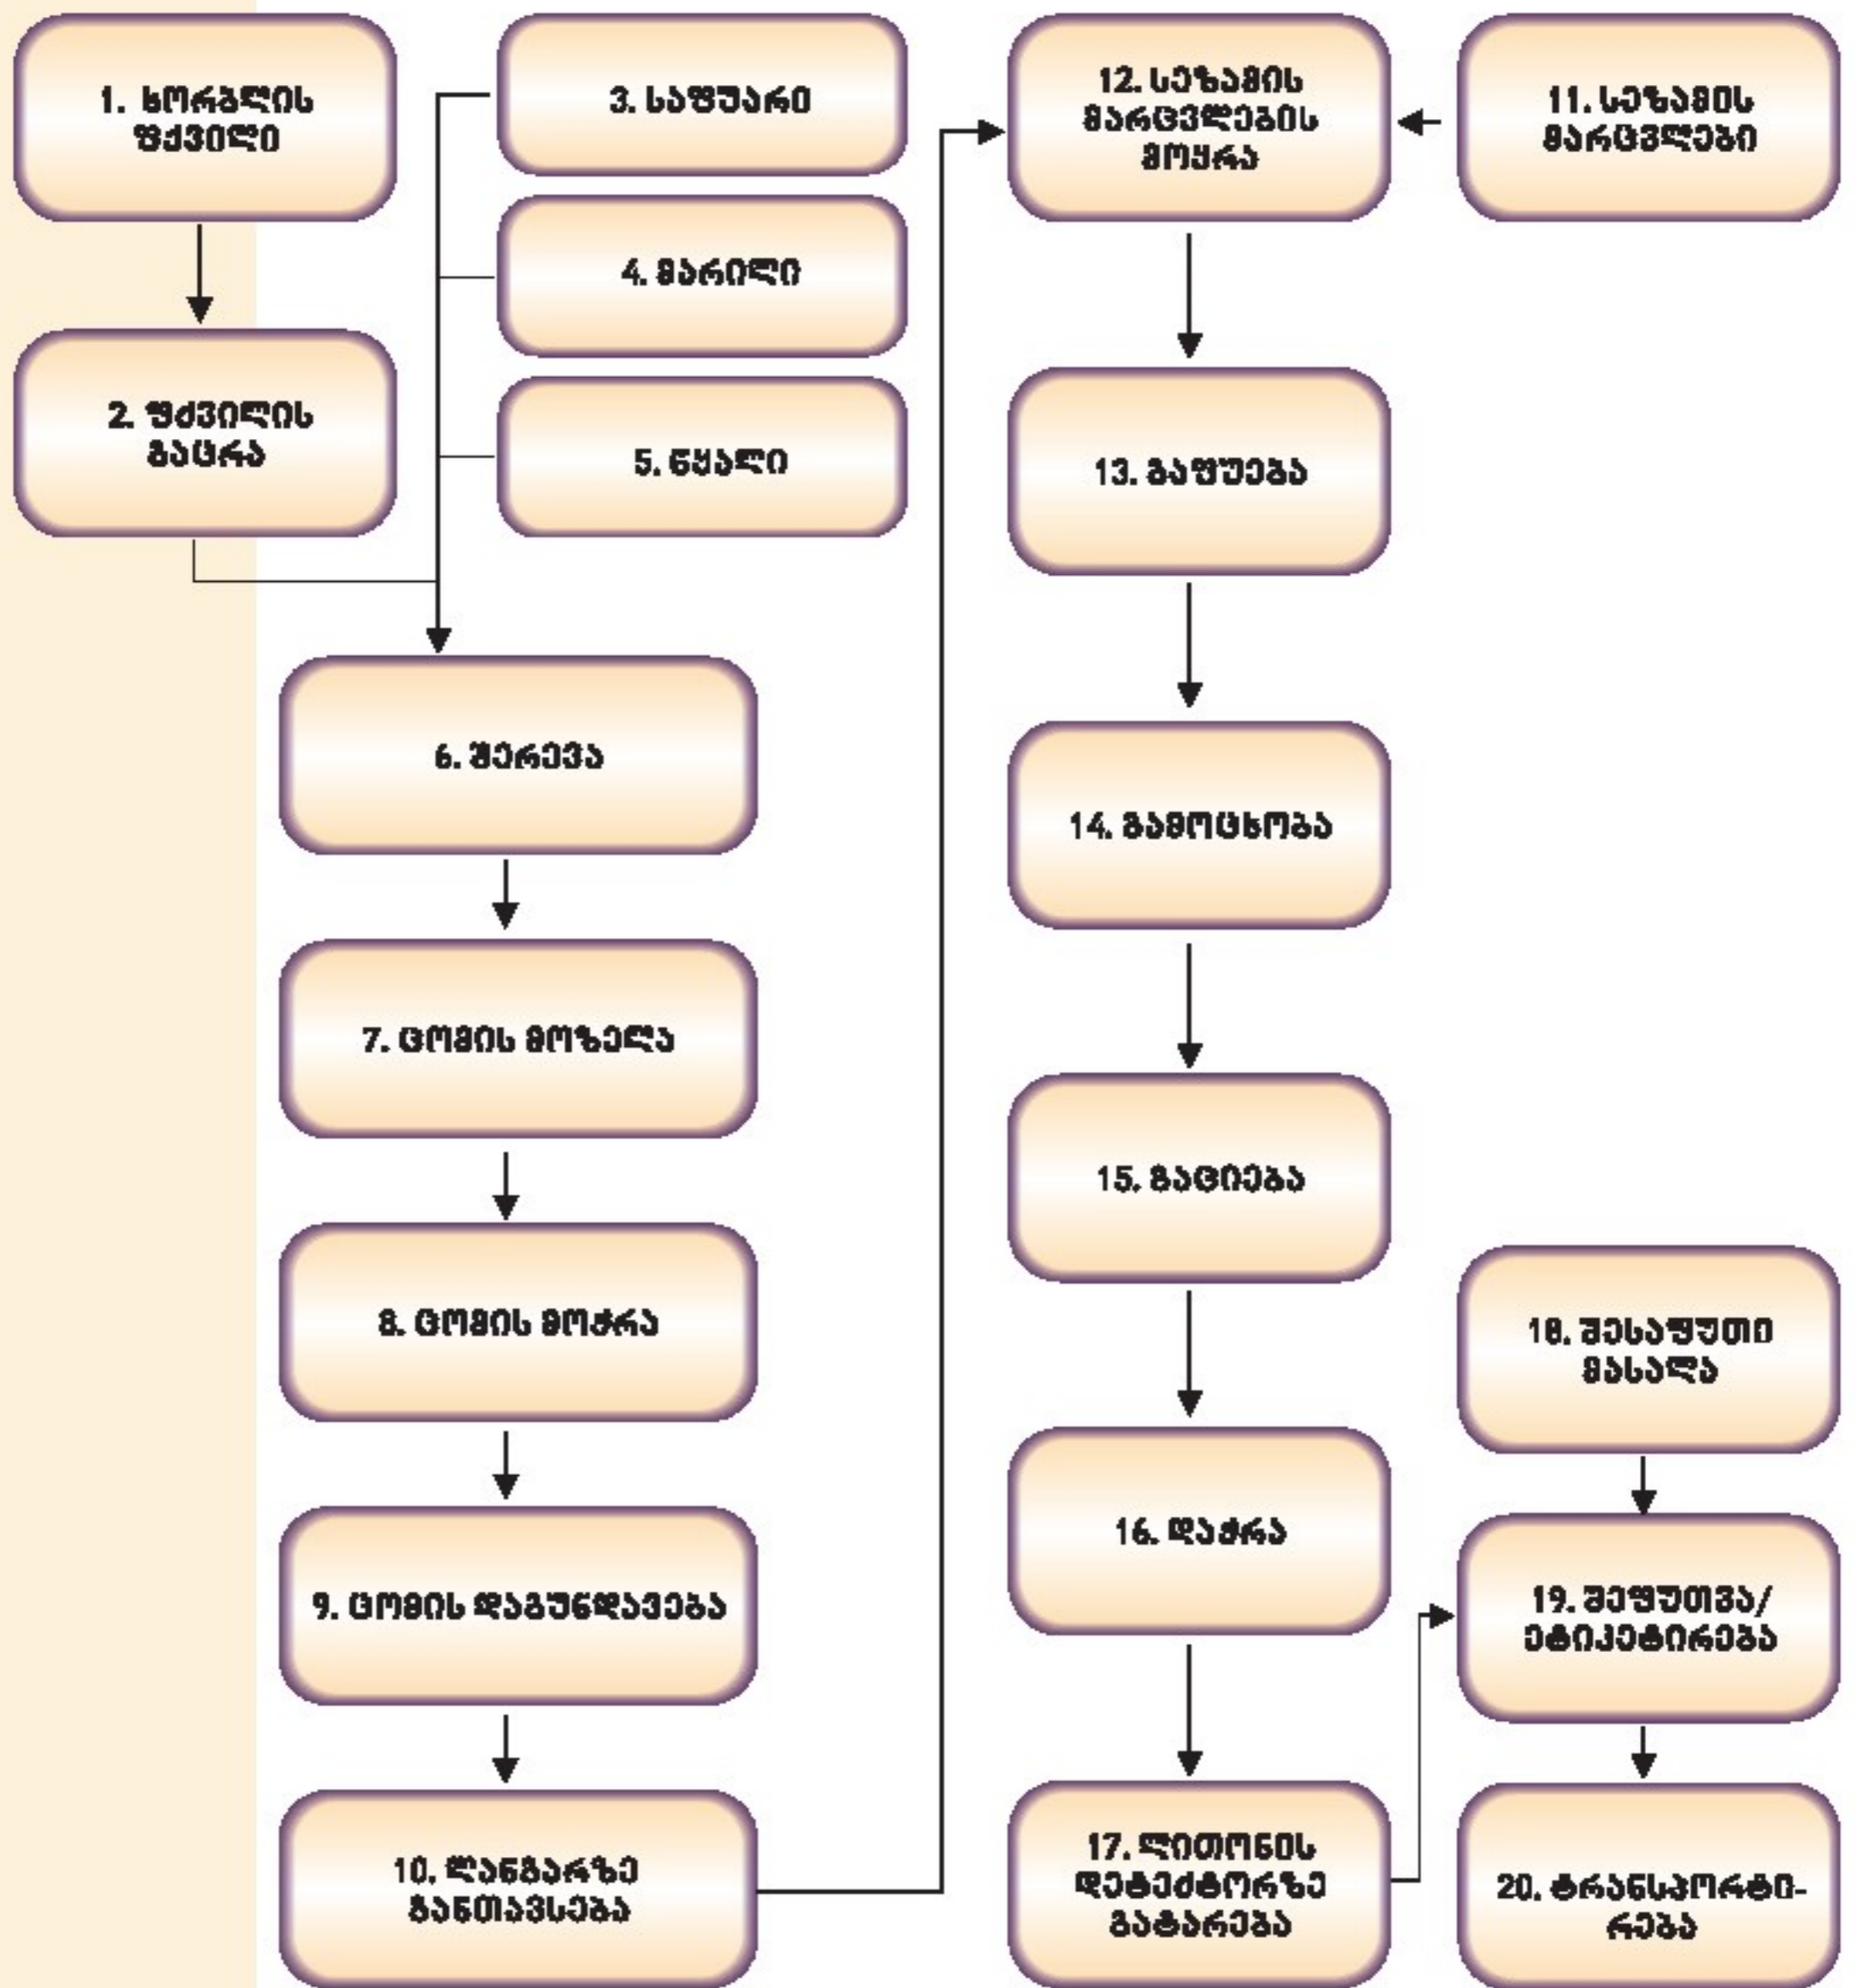 1. ხორბლის
ფქვილი
2. ფქვილის
გაცრა
3. საფუარი
4. მარილი
5. წყალი
6. შერევა
7. ცომის მოზელა
8. ცომის მოჭრა
9. ცომის დაგუნდავება
10. ლანგარზე
განთავსება
11. სეზამის
მარცვლები
12. სეზამის
მარცვლების
მოყრა
13. გაფუება
14. გამოცხობა
15. გაციება
16. დაჭრა
17. ლითონის
დეტექტორზე
გატარება
18. შესაფუთი
მასალა
19. შეფუთვა/
ეტიკეტირება
20. ტრანსპორტი-
რება